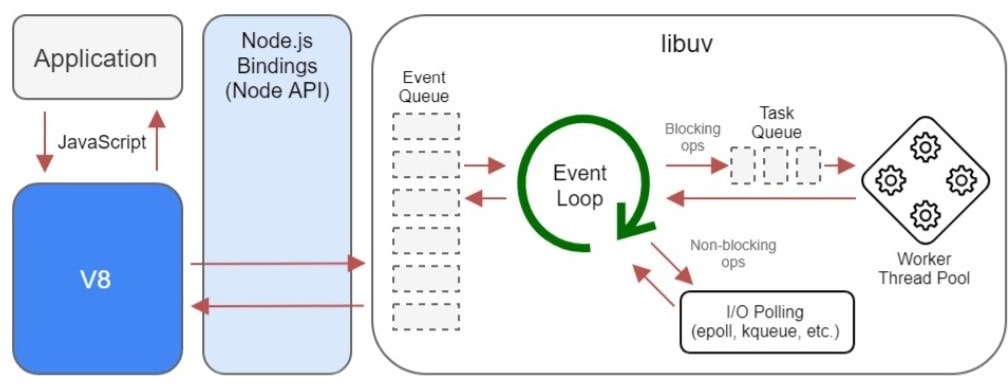 Application
JavaScript
V8
Node.js
Bindings
(Node API)
libuv
Event
Queue
Event
Loop
Blocking
ops
Task
Queue
Worker
Thread Pool
Non-blocking
ops
I/O Polling
(epoll, kqueue, etc.)